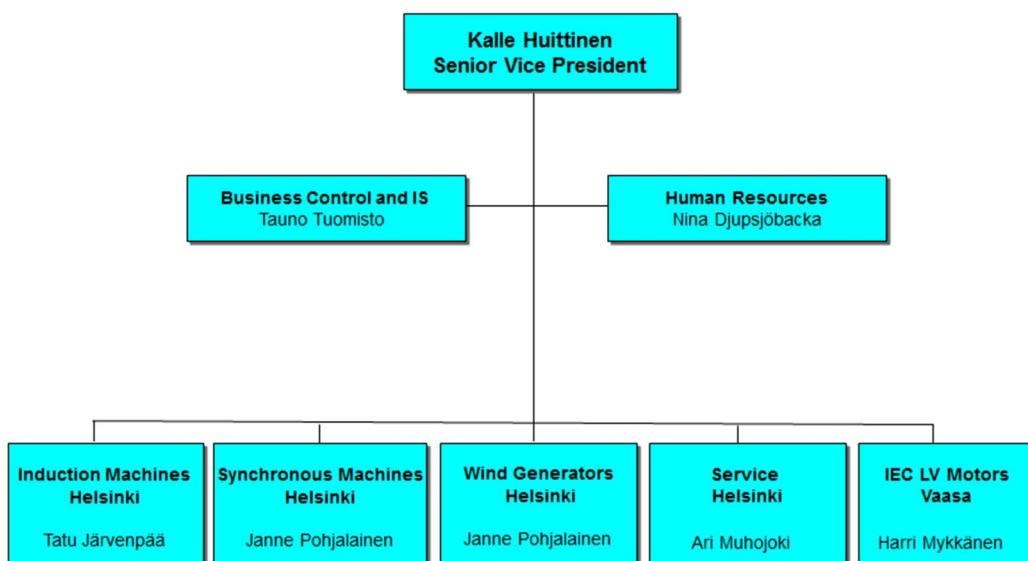 Kalle Huittinen
Senior Vice President
Business Control and IS
Tauno Tuomisto
Human Resources
Nina Djupsjöbacka
Induction Machines
Helsinki
Tatu Järvenpää
Synchronous Machines
Helsinki
Janne Pohjalainen
Wind Generators
Helsinki
Janne Pohjalainen
Service
Helsinki
Ari Muhojoki
IEC LV Motors
Vaasa
Harri Mykkänen